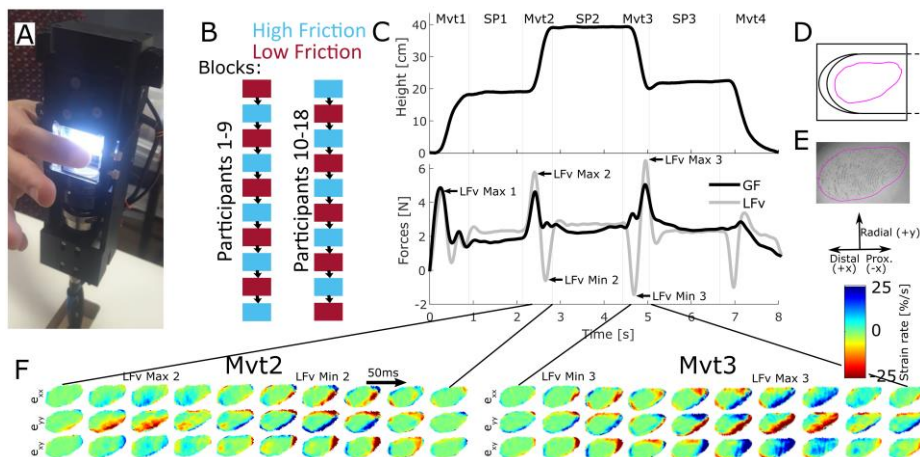 A
B
High Friction
Low Friction
Blocks:
Participants 1-9
Participants 10-18
C
Mvt1 SP1 Mvt2 SP2 Mvt3 SP3 Mvt4
Height [cm]
40
30
20
10
0
Forces [N]
6
4
2
0
-2
LFv Max 1
LFv Max 2
LFv Max 3
GF
LFv
LFv Min 2
LFv Min 3
0 1 2 3 4 5 6 7 8
Time [s]
D
E
Radial (+y)
Distal Prox.
(+x) (-x)
25
0
-25
Strain rate [%/s]
F
Mvt2
LFv Max 2
LFv Min 2
50ms
exx
eyy
exy
Mvt3
LFv Min 3
LFv Max 3
exx
eyy
exy